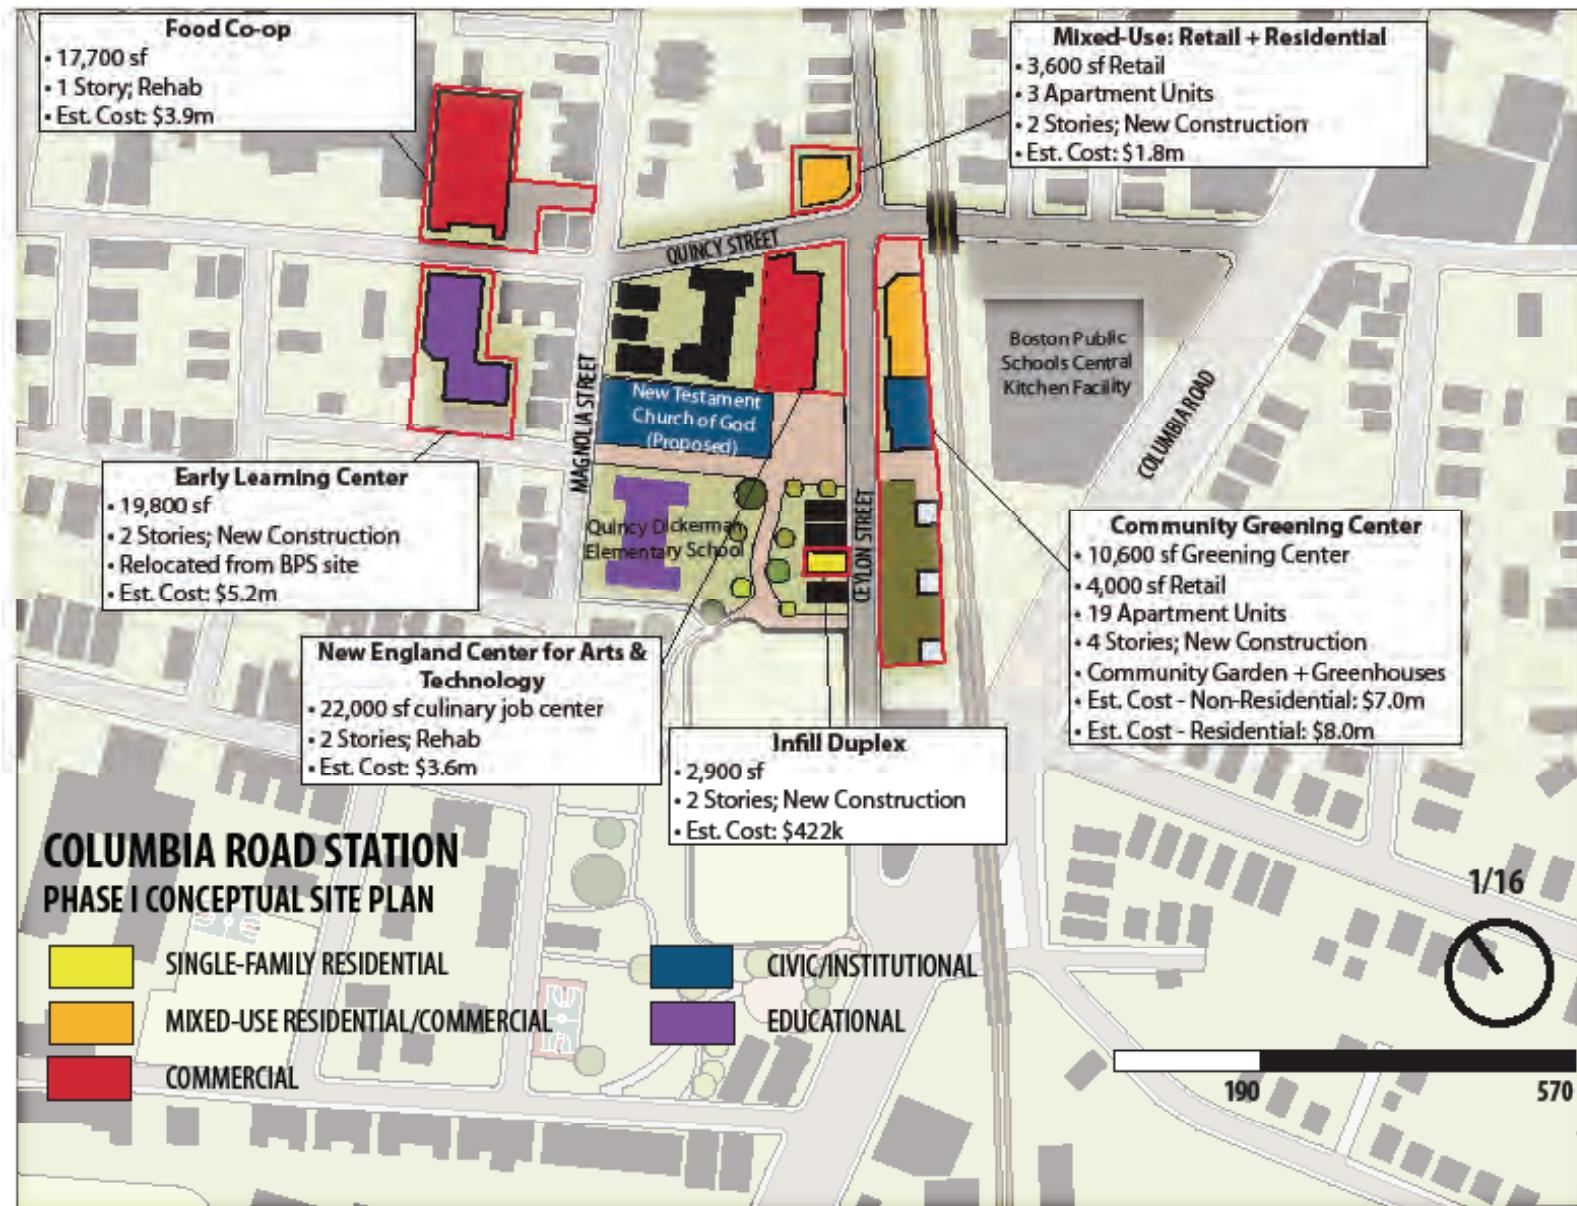 Food Co-op
• 17,700 sf
• 1 Story; Rehab
• Est. Cost: $3.9m
Mixed-Use: Retail + Residential
• 3,600 sf Retail
• 3 Apartment Units
• 2 Stories; New Construction
• Est. Cost: $1.8m
QUINCY STREET
MAGNOLIA STREET
CEYLON STREET
COLUMBIA ROAD
Boston Public
Schools Central
Kitchen Facility
New Testament
Church of God
(Proposed)
Quincy Dickerman
Elementary School
Early Learning Center
• 19,800 sf
• 2 Stories; New Construction
• Relocated from BPS site
• Est. Cost: $5.2m
Community Greening Center
• 10,600 sf Greening Center
• 4,000 sf Retail
• 19 Apartment Units
• 4 Stories; New Construction
• Community Garden + Greenhouses
• Est. Cost - Non-Residential: $7.0m
• Est. Cost - Residential: $8.0m
New England Center for Arts &
Technology
• 22,000 sf culinary job center
• 2 Stories; Rehab
• Est. Cost: $3.6m
Infill Duplex
• 2,900 sf
• 2 Stories; New Construction
• Est. Cost: $422k
COLUMBIA ROAD STATION
PHASE I CONCEPTUAL SITE PLAN
SINGLE-FAMILY RESIDENTIAL
MIXED-USE RESIDENTIAL/COMMERCIAL
COMMERCIAL
CIVIC/INSTITUTIONAL
EDUCATIONAL
1/16
190
570